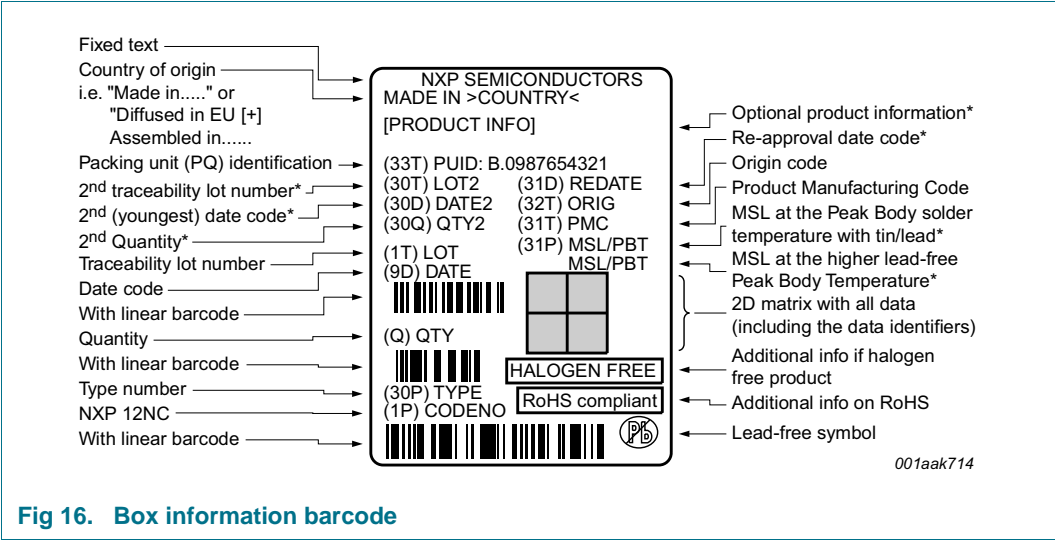 Fixed text
Country of origin
i.e. "Made in....." or
"Diffused in EU [+]
Assembled in......
Packing unit (PQ) identification
2nd traceability lot number*
2nd (youngest) date code*
2nd Quantity*
Traceability lot number
Date code
With linear barcode
Quantity
With linear barcode
Type number
NXP 12NC
With linear barcode
NXP SEMICONDUCTORS
MADE IN >COUNTRY<
[PRODUCT INFO]
(33T) PUID: B.0987654321
(30T) LOT2 (31D) REDATE
(30D) DATE2 (32T) ORIG
(30Q) QTY2 (31T) PMC
(31P) MSL/PBT
(1T) LOT MSL/PBT
(9D) DATE
(Q) QTY
HALOGEN FREE
(30P) TYPE RoHS compliant
(1P) CODENO
Pb
Optional product information*
Re-approval date code*
Origin code
Product Manufacturing Code
MSL at the Peak Body solder
temperature with tin/lead*
MSL at the higher lead-free
Peak Body Temperature*
2D matrix with all data
(including the data identifiers)
Additional info if halogen
free product
Additional info on RoHS
Lead-free symbol
001aak714
Fig 16. Box information barcode